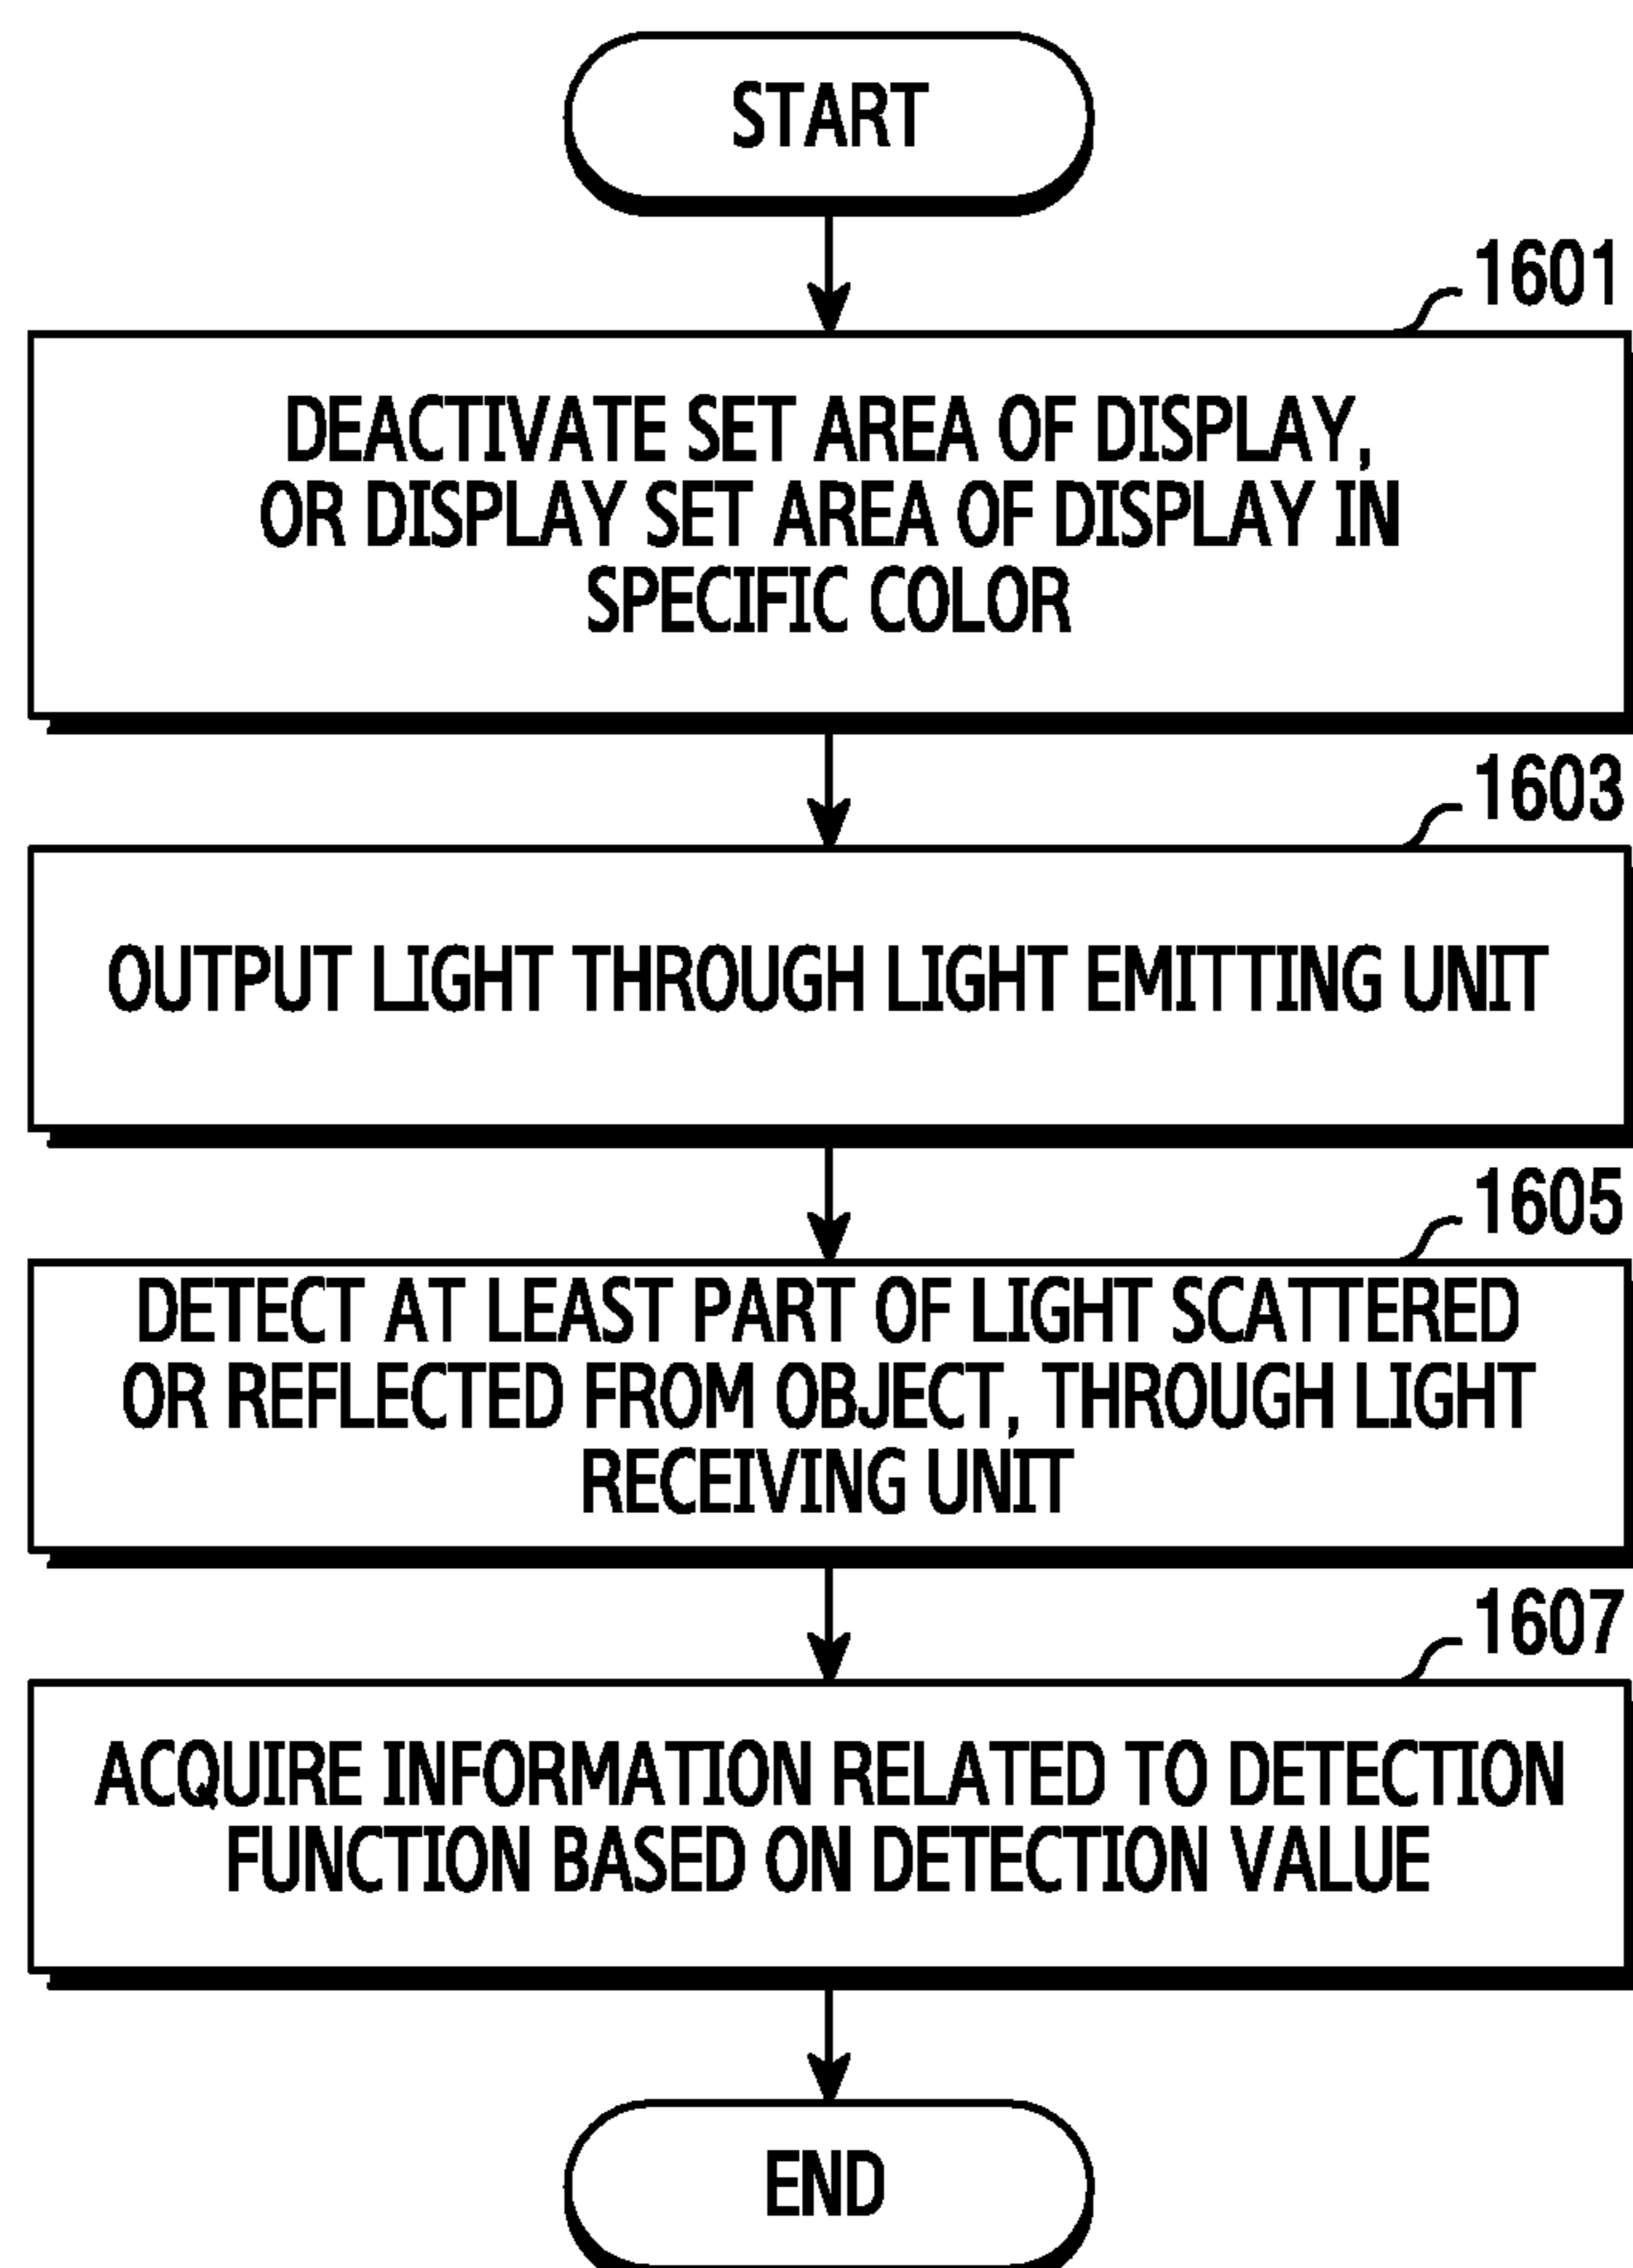 START
1601
DEACTIVATE SET AREA OF DISPLAY,
OR DISPLAY SET AREA OF DISPLAY IN
SPECIFIC COLOR
1603
OUTPUT LIGHT THROUGH LIGHT EMITTING UNIT
1605
DETECT AT LEAST PART OF LIGHT SCATTERED
OR REFLECTED FROM OBJECT, THROUGH LIGHT
RECEIVING UNIT
1607
ACQUIRE INFORMATION RELATED TO DETECTION
FUNCTION BASED ON DETECTION VALUE
END